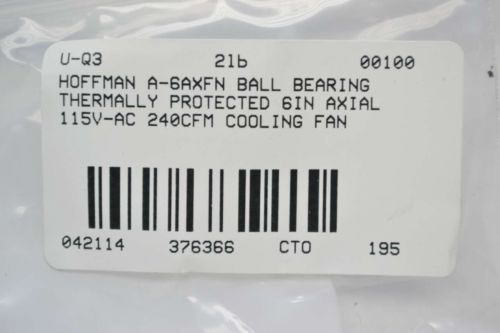 U-Q3 2lb 00100
HOFFMAN A-6AXFN BALL BEARING
THERMALLY PROTECTED 6IN AXIAL
115V-AC 240CFM COOLING FAN
042114 376366 CTO 195